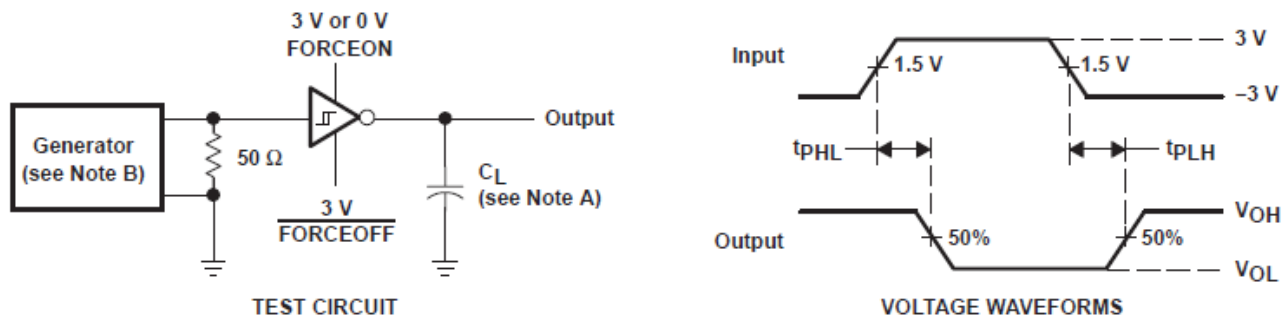 3 V or 0 V
FORCEON
Generator
(see Note B)
50 Ω
Output
CL
(see Note A)
3 V
FORCEOFF
TEST CIRCUIT
Input
1.5 V
1.5 V
3 V
–3 V
tPHL
tPLH
Output
50%
50%
VOH
VOL
VOLTAGE WAVEFORMS